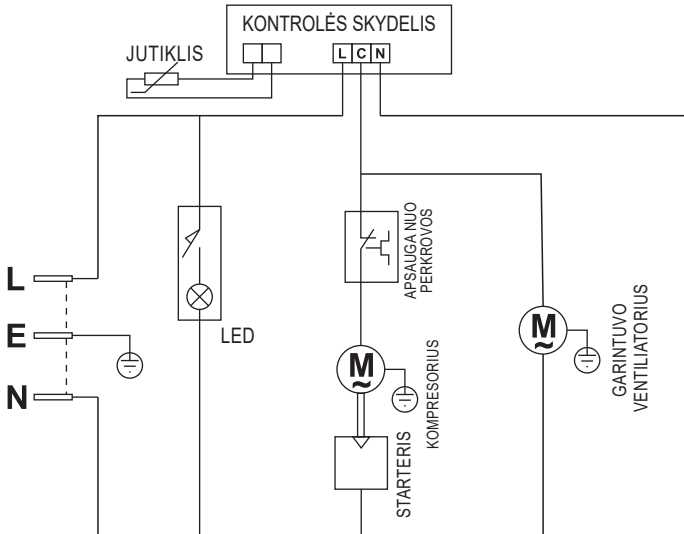 KONTROLĖS SKYDELIS
JUTIKLIS
L C N
APSAUGA NUO
PERKROVOS
L
E
N
LED
M
~
KOMPRESORIUS
M
~
GARINTUVO
VENTILIATORIUS
STARTERIS